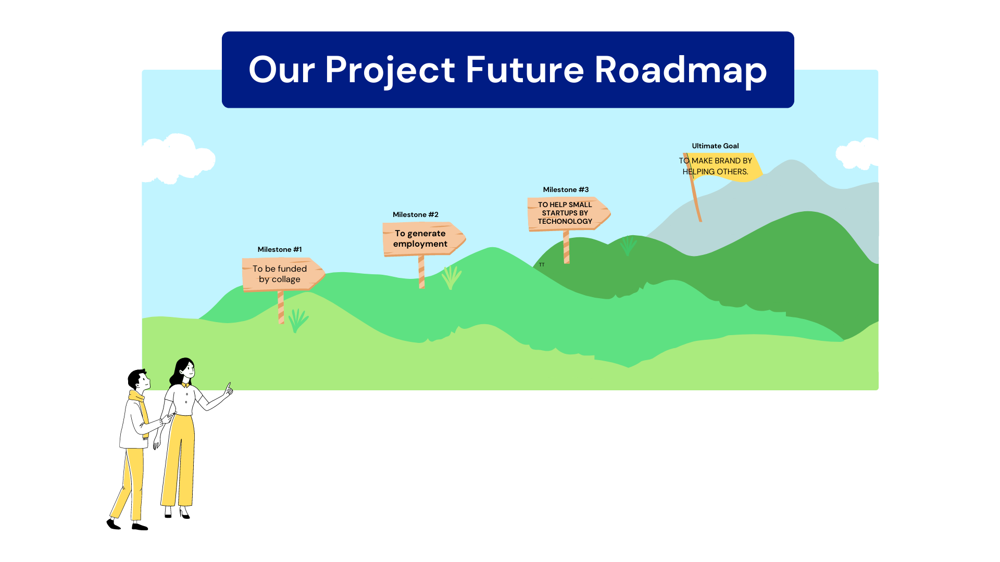 Our Project Future Roadmap
Milestone #1
To be funded
by collage
Milestone #2
To generate
employment
Milestone #3
TO HELP SMALL
STARTUPS BY
TECHONOLOGY
TT
Ultimate Goal
TO MAKE BRAND BY
HELPING OTHERS.